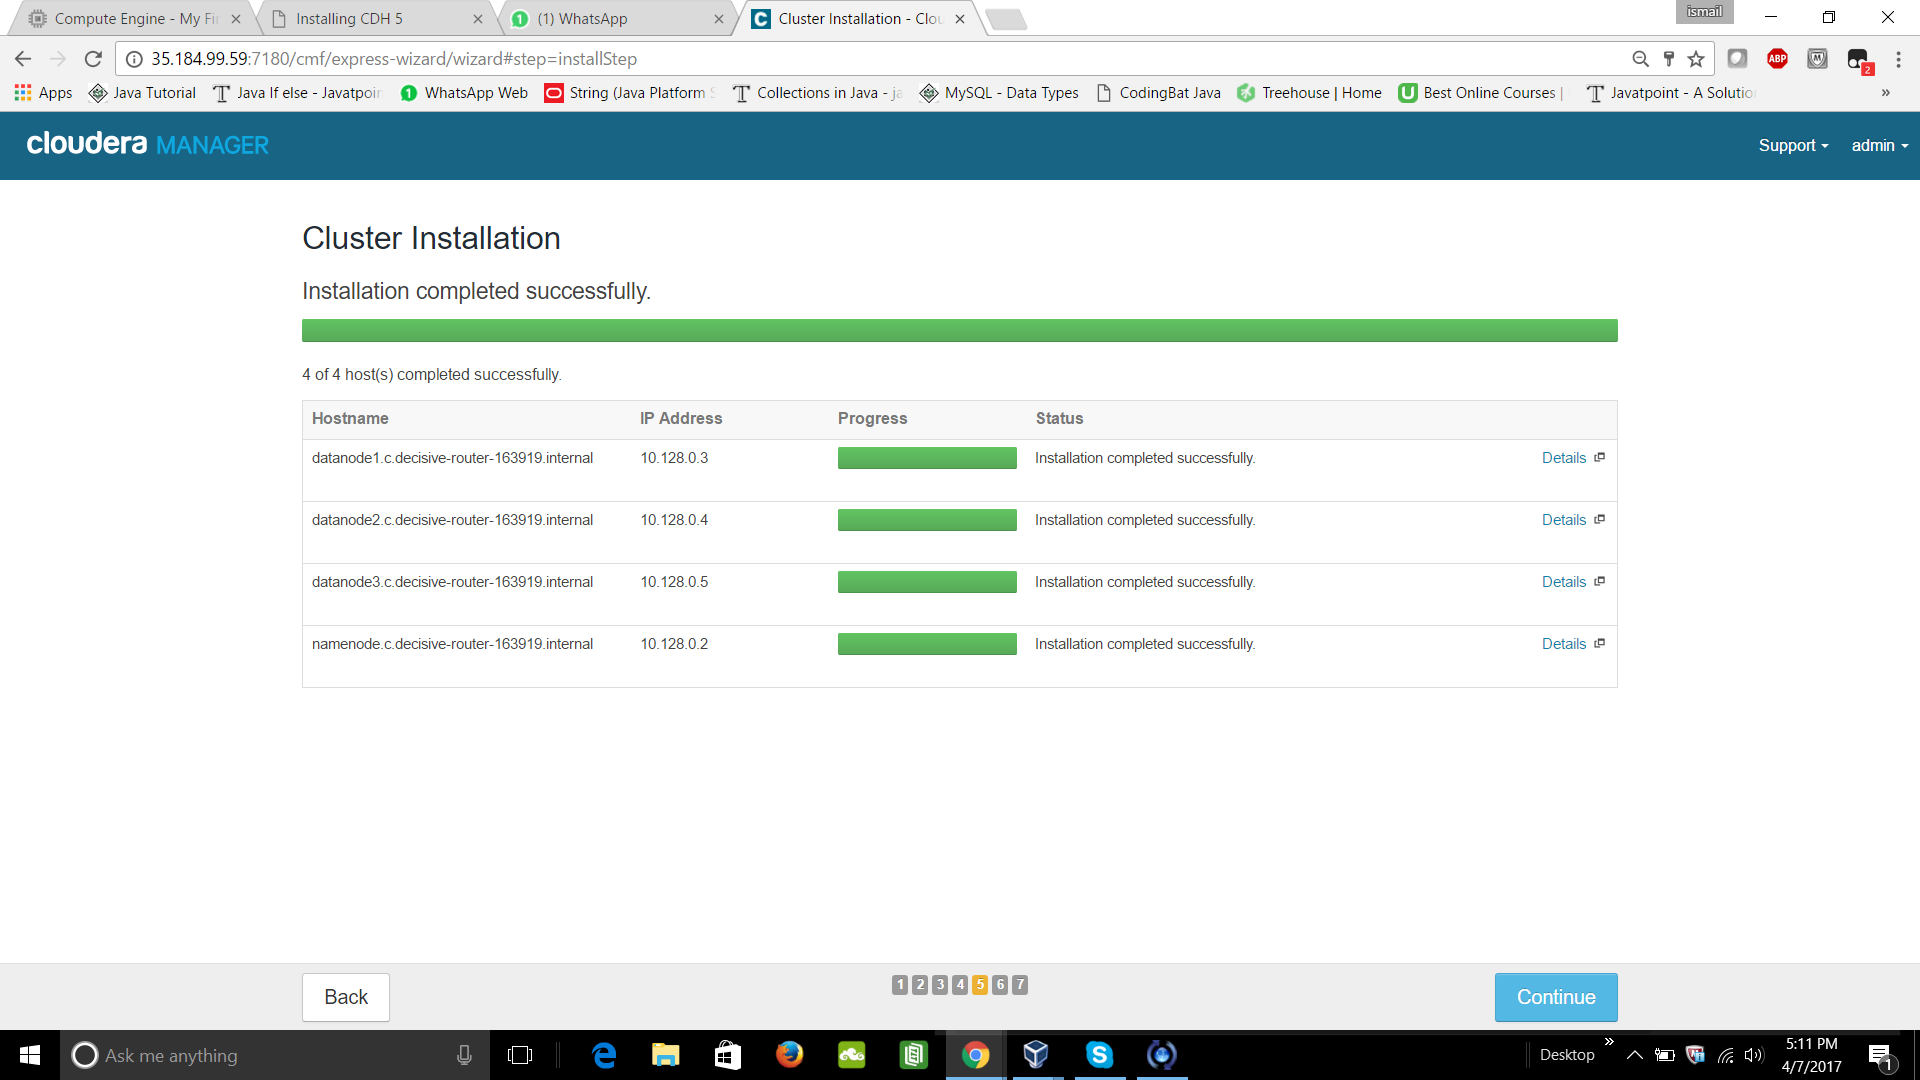 Compute Engine - My Fi
Installing CDH 5
(1) WhatsApp
Cluster Installation - Clou
ismail
35.184.99.59:7180/cmf/express-wizard/wizard#step=installStep
ABP
2
Apps
Java Tutorial
Java If else - Javatpoin
WhatsApp Web
String (Java Platform S
Collections in Java - ja
MySQL - Data Types
CodingBat Java
Treehouse | Home
Best Online Courses |
Javatpoint - A Solutio
»
cloudera MANAGER
Support
admin
Cluster Installation
Installation completed successfully.
4 of 4 host(s) completed successfully.
Hostname IP Address Progress Status
datanode1.c.decisive-router-163919.internal 10.128.0.3 Installation completed successfully. Details
datanode2.c.decisive-router-163919.internal 10.128.0.4 Installation completed successfully. Details
datanode3.c.decisive-router-163919.internal 10.128.0.5 Installation completed successfully. Details
namenode.c.decisive-router-163919.internal 10.128.0.2 Installation completed successfully. Details
Back
1 2 3 4 5 6 7
Continue
Ask me anything
Desktop
»
5:11 PM
4/7/2017
1